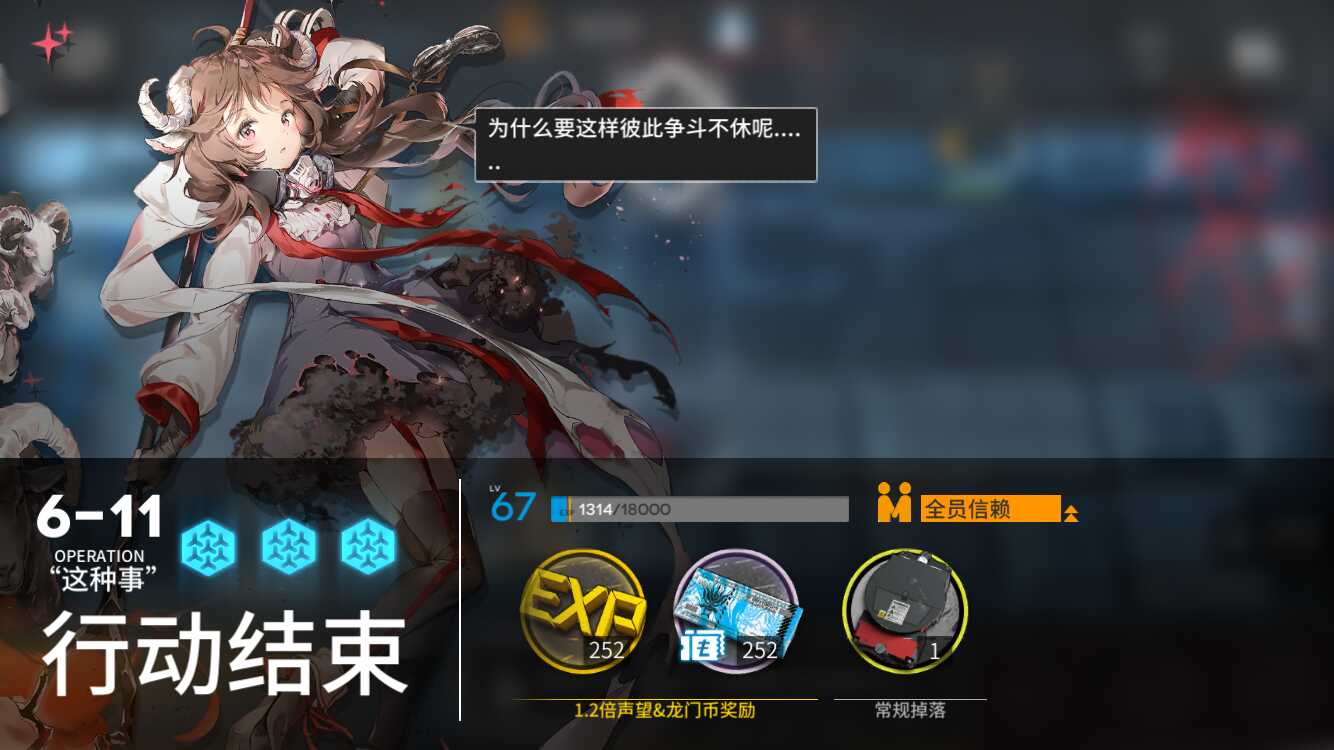 为什么要这样彼此争斗不休呢....
..
6-11
OPERATION
“这种事”
行动结束
LV
67
EXP 1314/18000
全员信赖
EXP
252
252
1
1.2倍声望&龙门币奖励
常规掉落